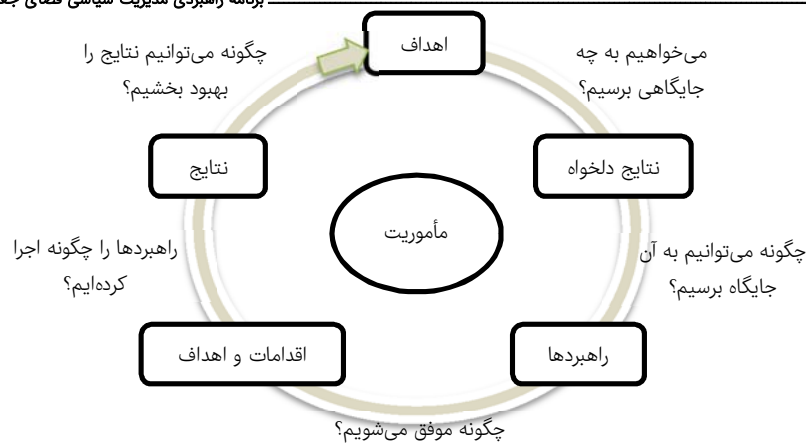 برنامه راهبردی مدیریت سیاسی فضای
اهداف
می‌خواهیم به چه
جایگاهی برسیم؟
نتایج دلخواه
چگونه می‌توانیم به آن
جایگاه برسیم؟
راهبردها
چگونه موفق می‌شویم؟
اقدامات و اهداف
راهبردها را چگونه اجرا
کرده‌ایم؟
نتایج
چگونه می‌توانیم نتایج را
بهبود بخشیم؟
مأموریت